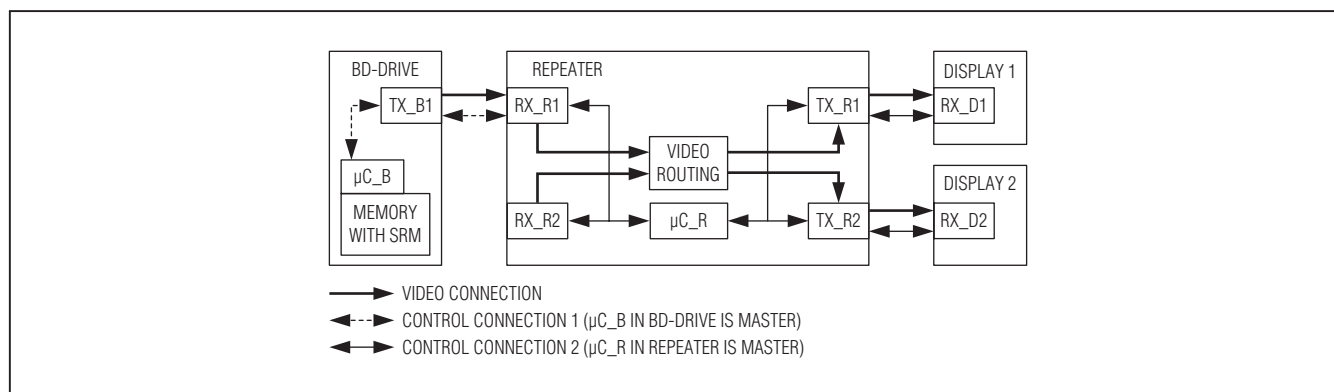 BD-DRIVE
TX_B1
µC_B
MEMORY
WITH SRM
REPEATER
RX_R1
RX_R2
VIDEO
ROUTING
µC_R
TX_R1
TX_R2
DISPLAY 1
RX_D1
DISPLAY 2
RX_D2
VIDEO CONNECTION
CONTROL CONNECTION 1 (µC_B IN BD-DRIVE IS MASTER)
CONTROL CONNECTION 2 (µC_R IN REPEATER IS MASTER)